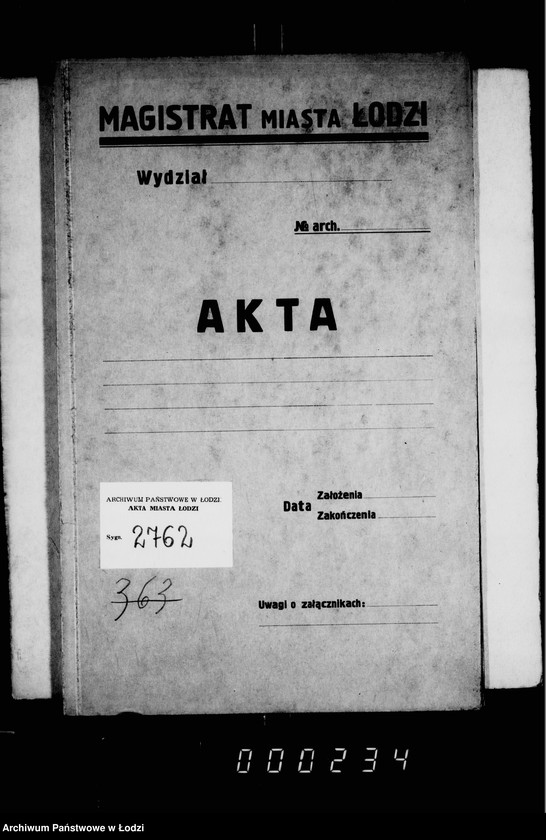 MAGISTRAT MIASTA ŁODZI
Wydział
№ arch.
AKTA
Data
Założenia
Zakończenia
ARCHIWUM PAŃSTWOWE W ŁODZI
AKTA MIASTA ŁODZI
Sygn. 2762
363
Uwagi o załącznikach:
000234
Archiwum Państwowe w Łodzi